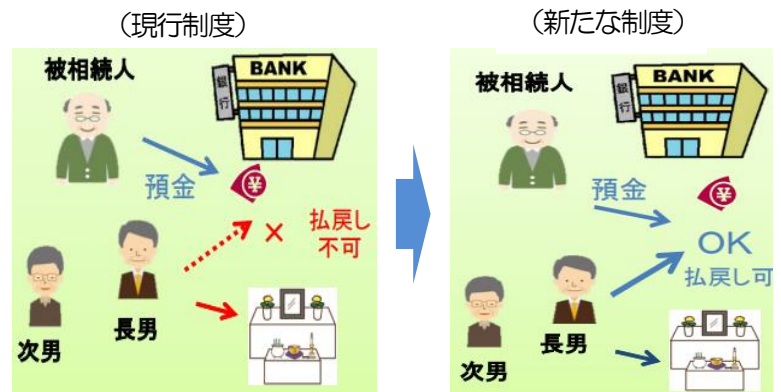 （現行制度）
被相続人
BANK
銀行
預金
¥
×
払戻し
不可
次男
長男
（新たな制度）
被相続人
BANK
銀行
預金
¥
OK
払戻し可
次男
長男